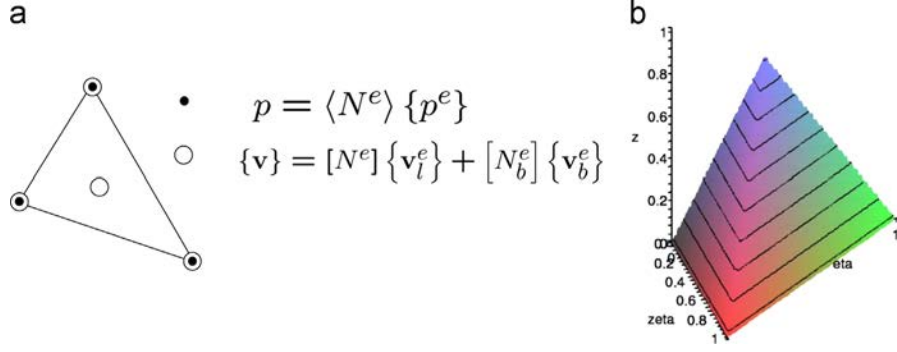 a
p = ⟨N^e⟩ {p^e}
{v} = [N^e] {v_l^e} + [N_b^e] {v_b^e}
b
1
0.8
0.6
z
0.4
0.2
0
0.2
0.4
0.6
zeta
0.8
1
eta
1
1